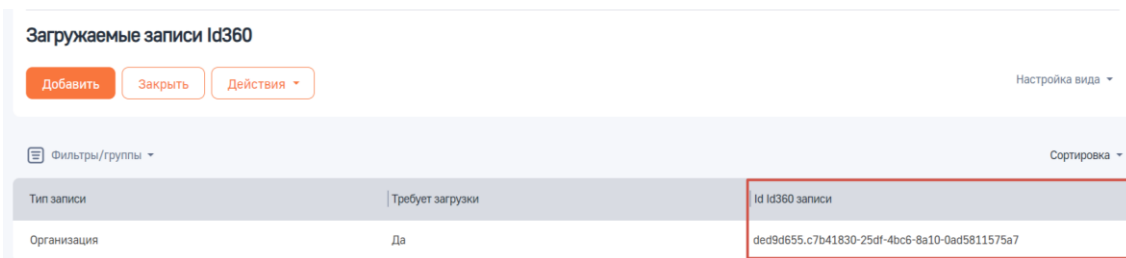 Загружаемые записи Id360
Добавить Закрыть Действия Настройка вида
Фильтры/группы Сортировка
Тип записи Требует загрузки Id Id360 записи
Организация Да ded9d655.c7b41830-25df-4bc6-8a10-0ad5811575a7